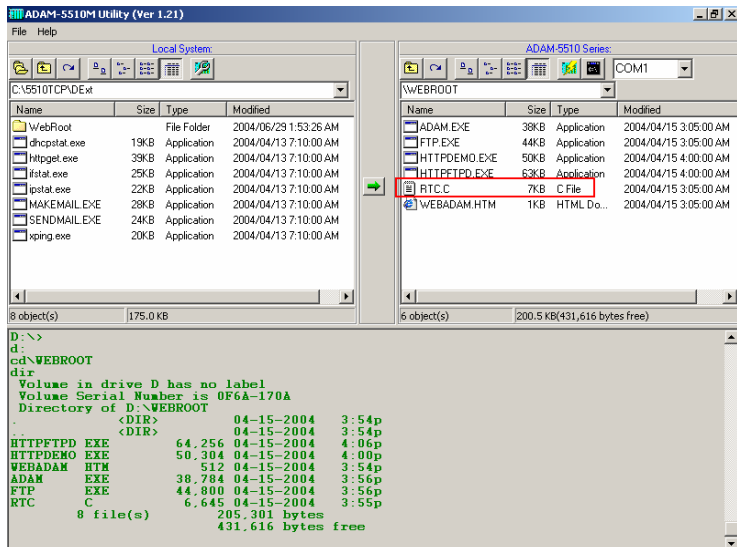 ADAM-5510M Utility (Ver 1.21)
File Help
Local System:
C:\5510TCP\DExt
Name Size Type Modified
WebRoot File Folder 2004/06/29 1:53:26 AM
dhcpstat.exe 19KB Application 2004/04/13 7:10:00 AM
httpget.exe 39KB Application 2004/04/13 7:10:00 AM
ifstat.exe 25KB Application 2004/04/13 7:10:00 AM
ipstat.exe 22KB Application 2004/04/13 7:10:00 AM
MAKEMAIL.EXE 28KB Application 2004/04/13 7:10:00 AM
SENDMAIL.EXE 24KB Application 2004/04/13 7:10:00 AM
xping.exe 20KB Application 2004/04/13 7:10:00 AM
8 object(s) 175.0 KB
ADAM-5510 Series:
COM1
\WEBROOT
Name Size Type Modified
ADAM.EXE 38KB Application 2004/04/15 3:05:00 AM
FTP.EXE 44KB Application 2004/04/15 3:05:00 AM
HTTPDEMO.EXE 50KB Application 2004/04/15 4:00:00 AM
HTTPFTPD.EXE 63KB Application 2004/04/15 4:00:00 AM
RTC.C 7KB C File 2004/04/15 3:05:00 AM
WEBADAM.HTM 1KB HTML Do... 2004/04/15 3:05:00 AM
6 object(s) 200.5 KB(431,616 bytes free)
D:\>
d:
cd\WEBROOT
dir
Volume in drive D has no label
Volume Serial Number is 0F6A-170A
Directory of D:\WEBROOT
. <DIR> 04-15-2004 3:54p
.. <DIR> 04-15-2004 3:54p
HTTPFTPD EXE 64,256 04-15-2004 4:06p
HTTPDEMO EXE 50,304 04-15-2004 4:00p
WEBADAM HTM 512 04-15-2004 3:54p
ADAM EXE 38,784 04-15-2004 3:56p
FTP EXE 44,800 04-15-2004 3:56p
RTC C 6,645 04-15-2004 3:55p
8 file(s) 205,301 bytes
431,616 bytes free